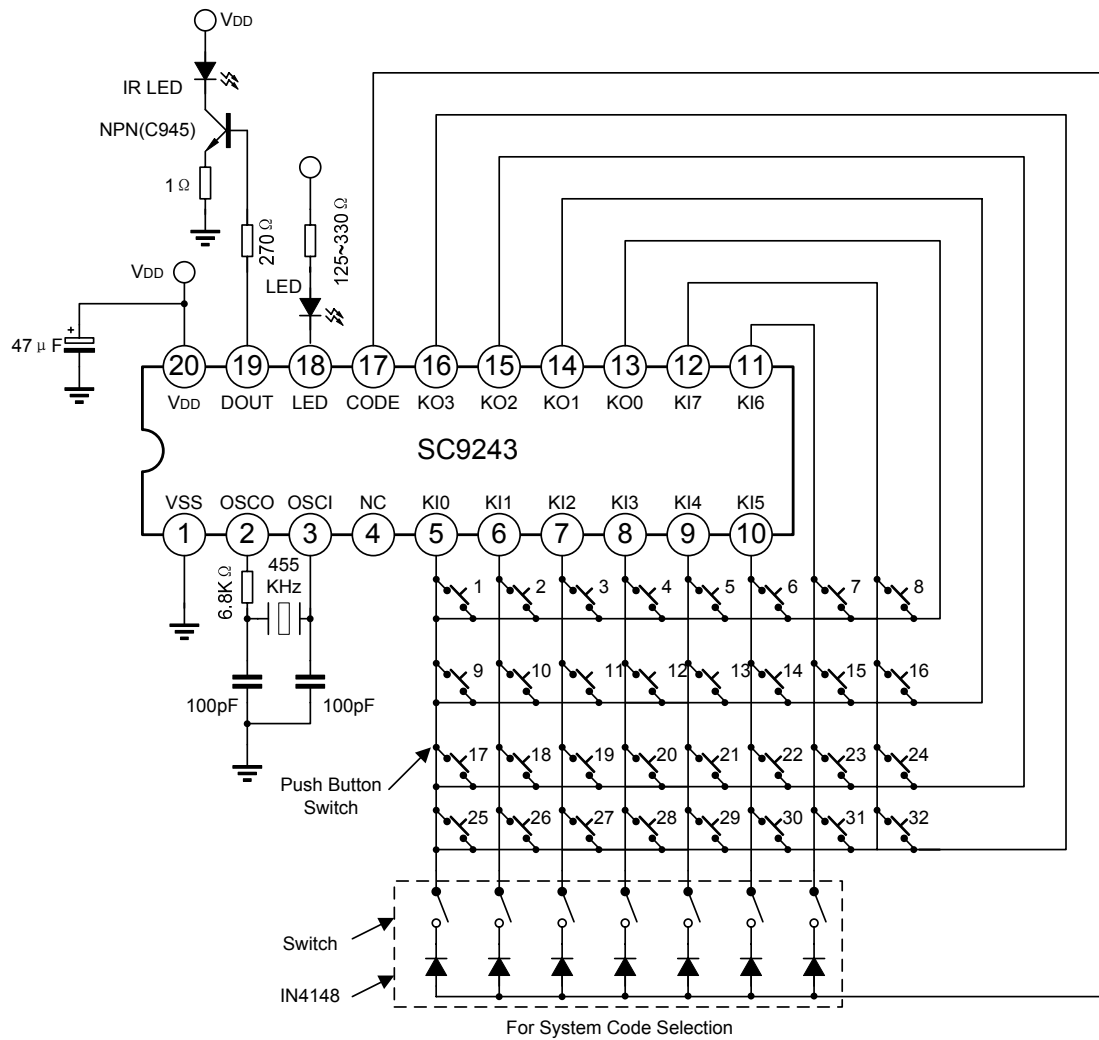 VDD
IR LED
NPN(C945)
1Ω
270Ω
125~330Ω
VDD
LED
47μF
+
20 19 18 17 16 15 14 13 12 11
VDD DOUT LED CODE KO3 KO2 KO1 KO0 KI7 KI6
SC9243
VSS OSCO OSCI NC KI0 KI1 KI2 KI3 KI4 KI5
1 2 3 4 5 6 7 8 9 10
6.8KΩ
455
KHz
1 2 3 4 5 6 7 8
9 10 11 12 13 14 15 16
100pF 100pF
17 18 19 20 21 22 23 24
Push Button
Switch
25 26 27 28 29 30 31 32
Switch
IN4148
For System Code Selection